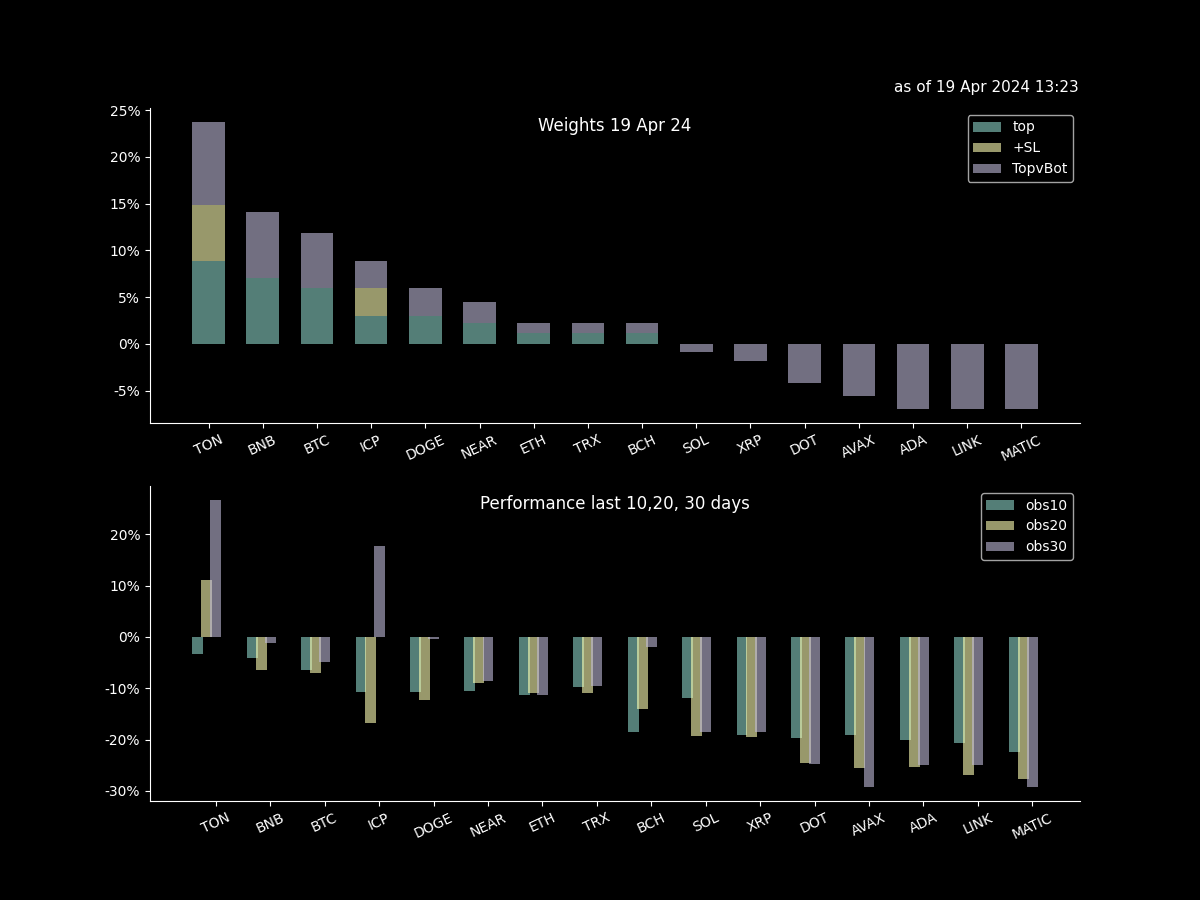 as of 19 Apr 2024 13:23
Weights 19 Apr 24
top
+SL
TopvBot
25%
20%
15%
10%
5%
0%
-5%
TON BNB BTC ICP DOGE NEAR ETH TRX BCH SOL XRP DOT AVAX ADA LINK MATIC
Performance last 10,20, 30 days
obs10
obs20
obs30
20%
10%
0%
-10%
-20%
-30%
TON BNB BTC ICP DOGE NEAR ETH TRX BCH SOL XRP DOT AVAX ADA LINK MATIC